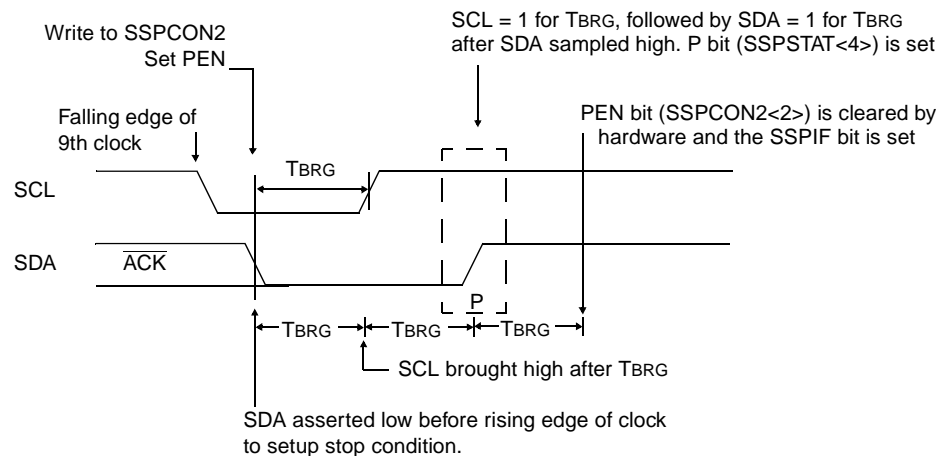 SCL = 1 for TBRG, followed by SDA = 1 for TBRG
after SDA sampled high. P bit (SSPSTAT<4>) is set
Write to SSPCON2
Set PEN
PEN bit (SSPCON2<2>) is cleared by
hardware and the SSPIF bit is set
Falling edge of
9th clock
TBRG
SCL
SDA
ACK
P
TBRG TBRG TBRG
SCL brought high after TBRG
SDA asserted low before rising edge of clock
to setup stop condition.